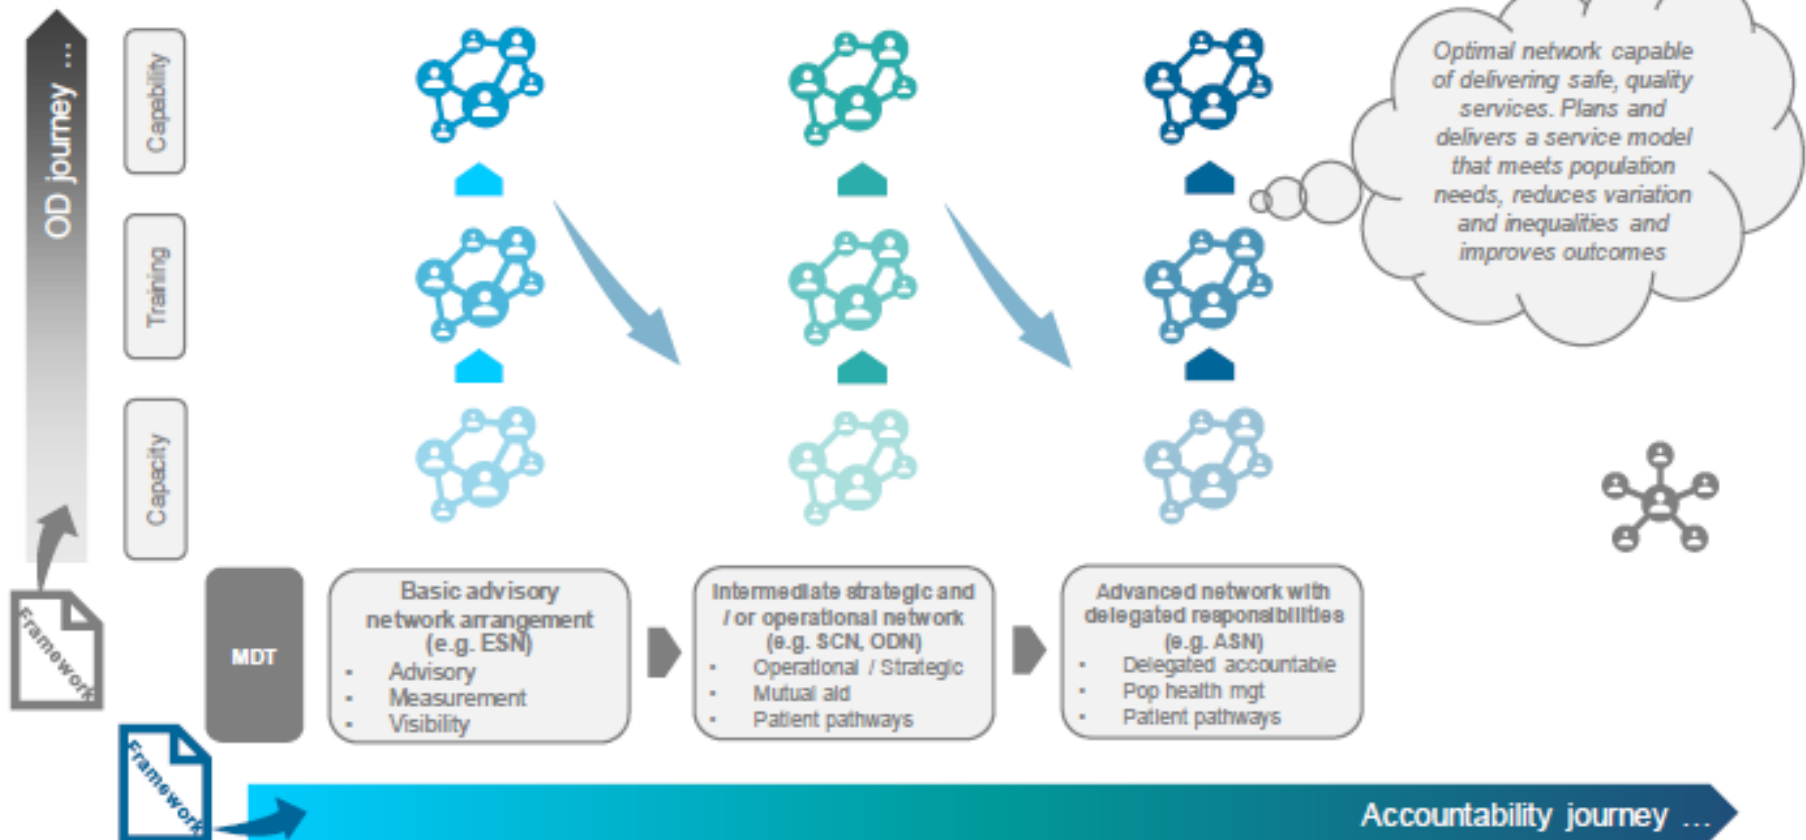 OD journey ...
Capability
Training
Capacity
Optimal network capable
of delivering safe, quality
services. Plans and
delivers a service model
that meets population
needs, reduces variation
and inequalities and
improves outcomes
Framework
MDT
Basic advisory
network arrangement
(e.g. ESN)
▪ Advisory
▪ Measurement
▪ Visibility
Intermediate strategic and
/ or operational network
(e.g. SCN, ODN)
▪ Operational / Strategic
▪ Mutual aid
▪ Patient pathways
Advanced network with
delegated responsibilities
(e.g. ASN)
▪ Delegated accountable
▪ Pop health mgt
▪ Patient pathways
Framework
Accountability journey ...